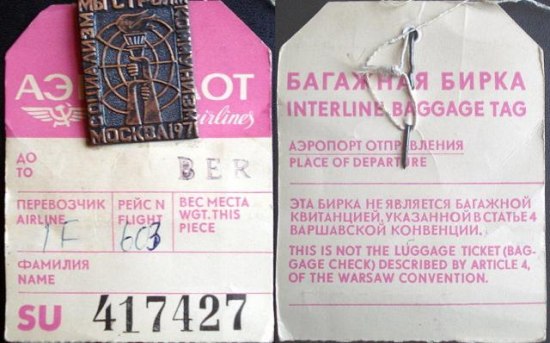 МЫ СТРОИМ
СОЦИАЛИЗМ
КОММУНИЗМ
МОСКВА 197
irlines
ДО
TO
BER
ПЕРЕВОЗЧИК
AIRLINE
РЕЙС N
FLIGHT
ВЕС МЕСТА
WGT.THIS
PIECE
IF
603
ФАМИЛИЯ
NAME
SU 417427
БАГАЖНАЯ БИРКА
INTERLINE BAGGAGE TAG
АЭРОПОРТ ОТПРАВЛЕНИЯ
PLACE OF DEPARTURE
ЭТА БИРКА НЕ ЯВЛЯЕТСЯ БАГАЖНОЙ
КВИТАНЦИЕЙ, УКАЗАННОЙ В СТАТЬЕ 4
ВАРШАВСКОЙ КОНВЕНЦИИ.
THIS IS NOT THE LUGGAGE TICKET (BAG-
GAGE CHECK) DESCRIBED BY ARTICLE 4,
OF THE WARSAW CONVENTION.